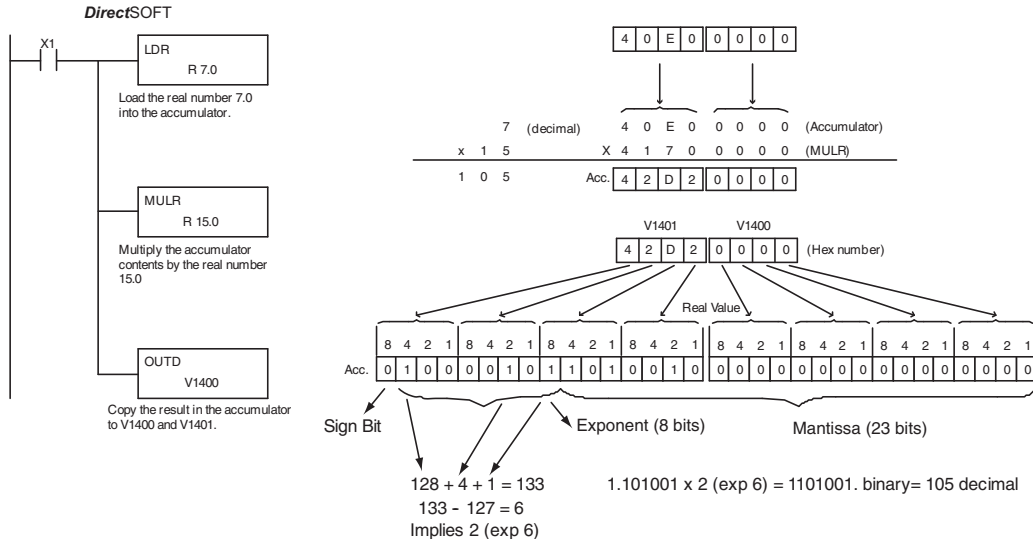 DirectSOFT
X1
LDR
R 7.0
Load the real number 7.0
into the accumulator.
MULR
R 15.0
Multiply the accumulator
contents by the real number
15.0
OUTD
V1400
Copy the result in the accumulator
to V1400 and V1401.
4 0 E 0 0 0 0 0
7 (decimal) 4 0 E 0 0 0 0 0 (Accumulator)
x 1 5 X 4 1 7 0 0 0 0 0 (MULR)
1 0 5 Acc. 4 2 D 2 0 0 0 0
V1401 V1400
4 2 D 2 0 0 0 0 (Hex number)
Real Value
8 4 2 1 8 4 2 1 8 4 2 1 8 4 2 1 8 4 2 1 8 4 2 1 8 4 2 1 8 4 2 1
Acc. 0 1 0 0 0 0 1 0 1 1 0 1 0 0 1 0 0 0 0 0 0 0 0 0 0 0 0 0 0 0 0 0
Sign Bit
Exponent (8 bits)
Mantissa (23 bits)
128 + 4 + 1 = 133
133 - 127 = 6
Implies 2 (exp 6)
1.101001 x 2 (exp 6) = 1101001. binary= 105 decimal